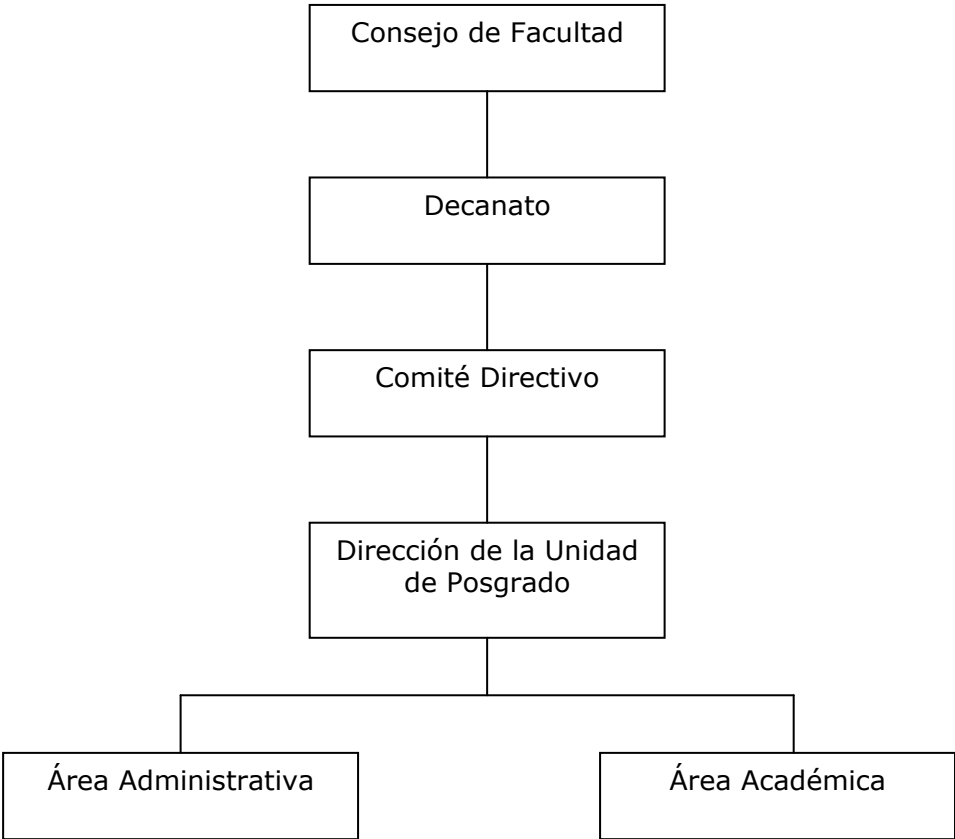 Consejo de Facultad
Decanato
Comité Directivo
Dirección de la Unidad
de Posgrado
Área Administrativa
Área Académica